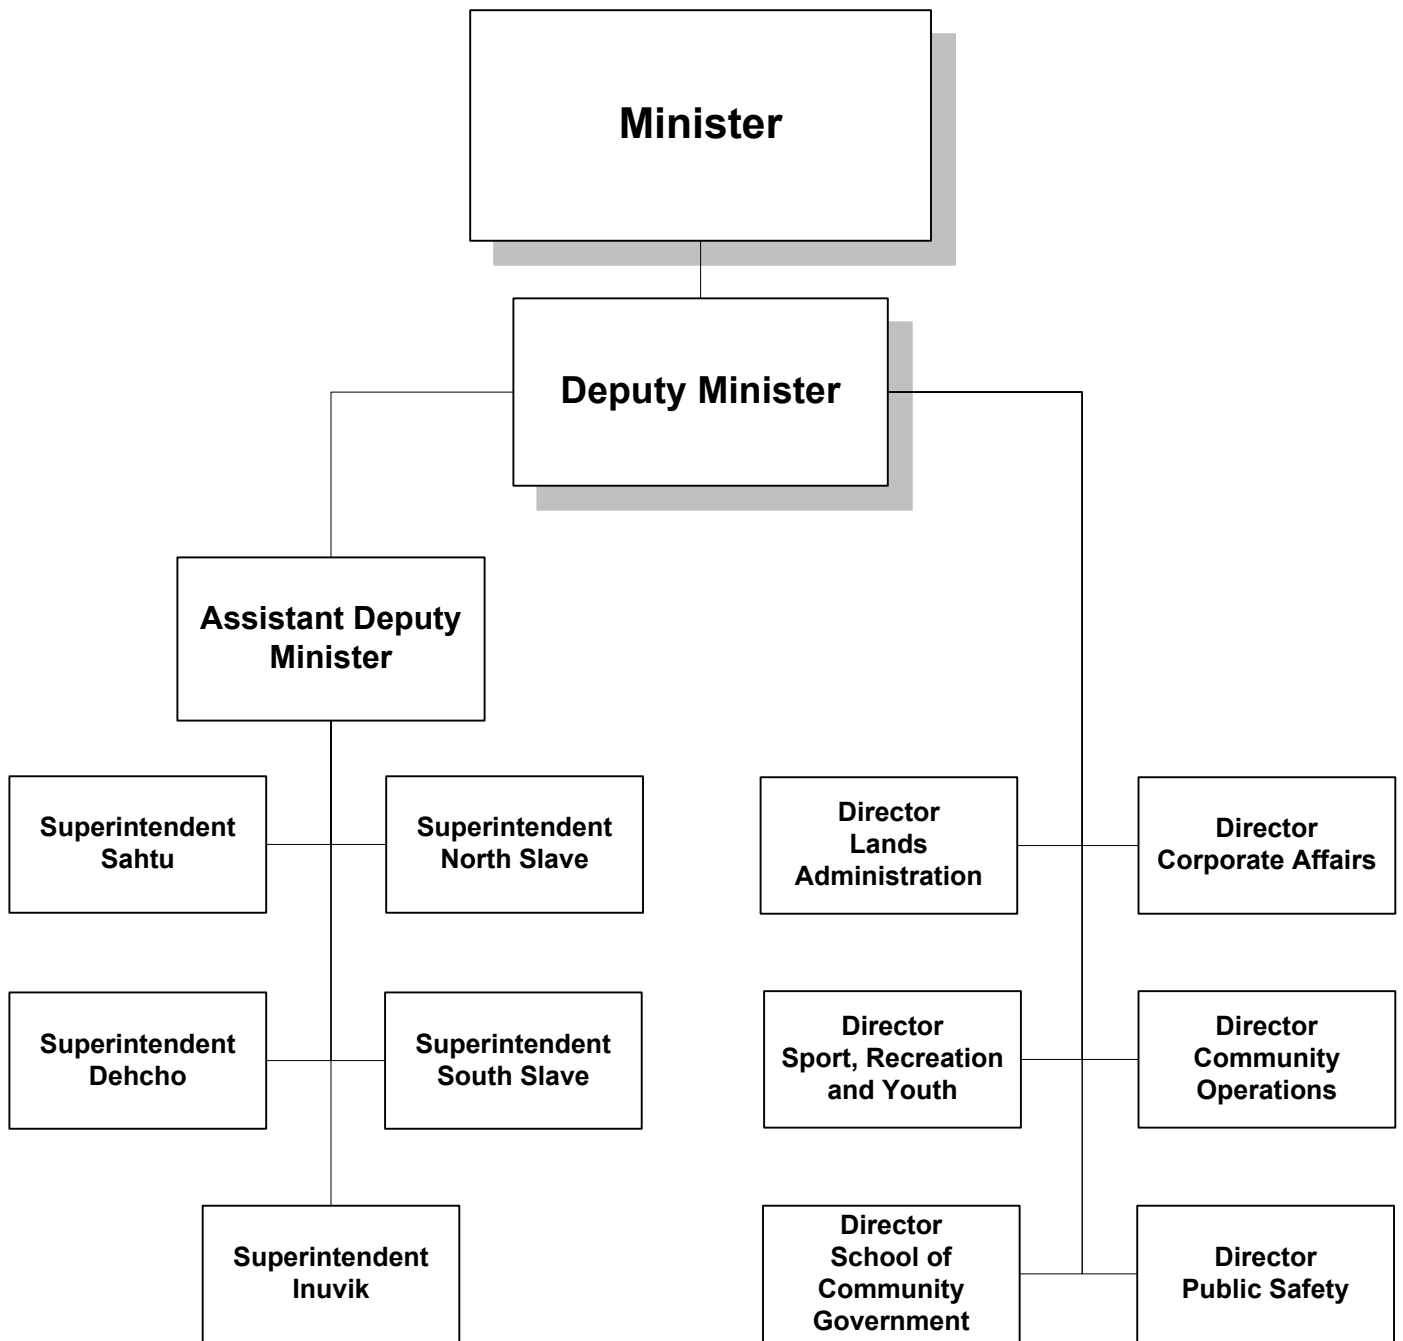 Minister
Deputy Minister
Assistant Deputy
Minister
Superintendent
Sahtu
Superintendent
North Slave
Director
Lands
Administration
Director
Corporate Affairs
Superintendent
Dehcho
Superintendent
South Slave
Director
Sport, Recreation
and Youth
Director
Community
Operations
Superintendent
Inuvik
Director
School of
Community
Government
Director
Public Safety